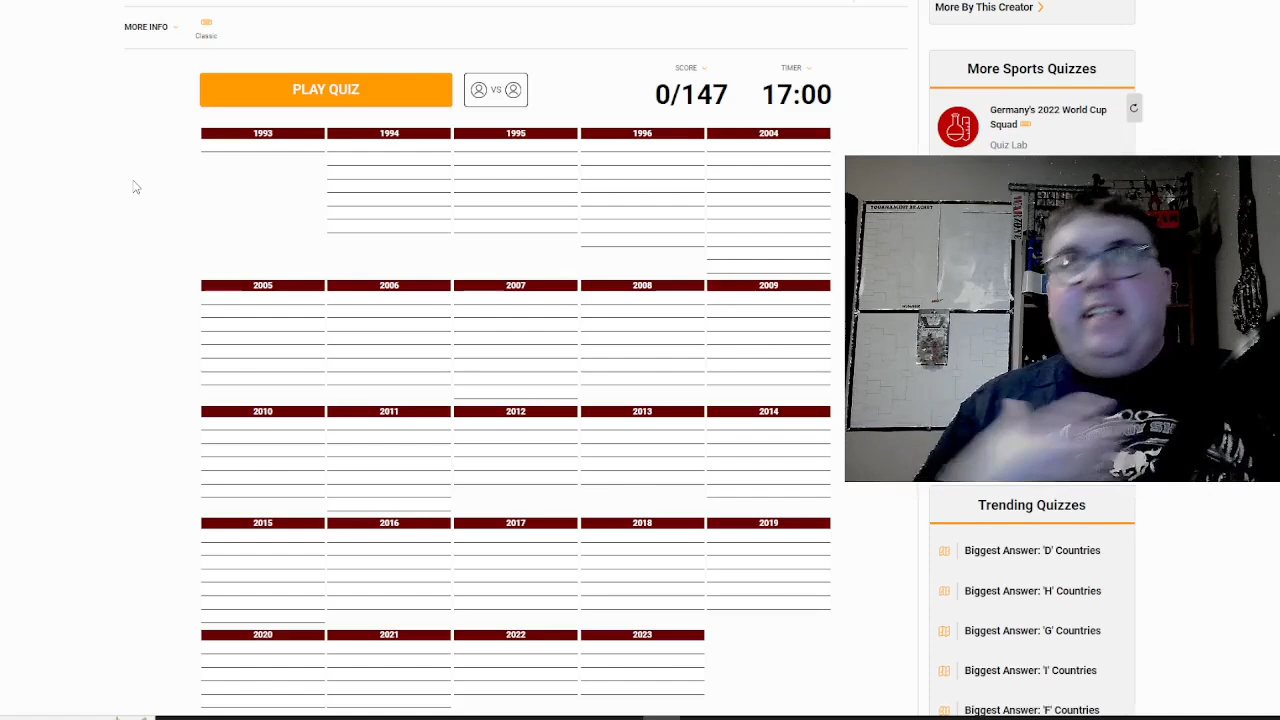 More By This Creator
MORE INFO
Classic
PLAY QUIZ
VS
SCORE
TIMER
0/147
17:00
More Sports Quizzes
Germany's 2022 World Cup
Squad
Quiz Lab
1993
1994
1995
1996
2004
2005
2006
2007
2008
2009
2010
2011
2012
2013
2014
2015
2016
2017
2018
2019
2020
2021
2022
2023
TOURNAMENT BRACKET
Trending Quizzes
Biggest Answer: 'D' Countries
Biggest Answer: 'H' Countries
Biggest Answer: 'G' Countries
Biggest Answer: 'I' Countries
Biggest Answer: 'F' Countries